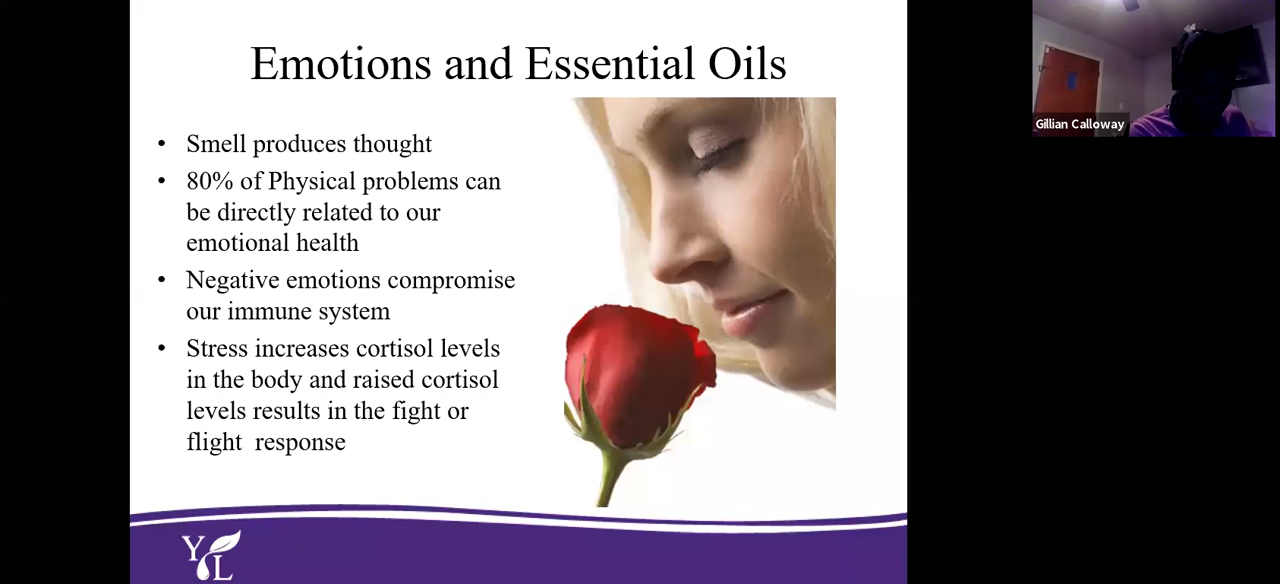 Emotions and Essential Oils
• Smell produces thought
• 80% of Physical problems can
be directly related to our
emotional health
• Negative emotions compromise
our immune system
• Stress increases cortisol levels
in the body and raised cortisol
levels results in the fight or
flight  response
YL
Gillian Calloway